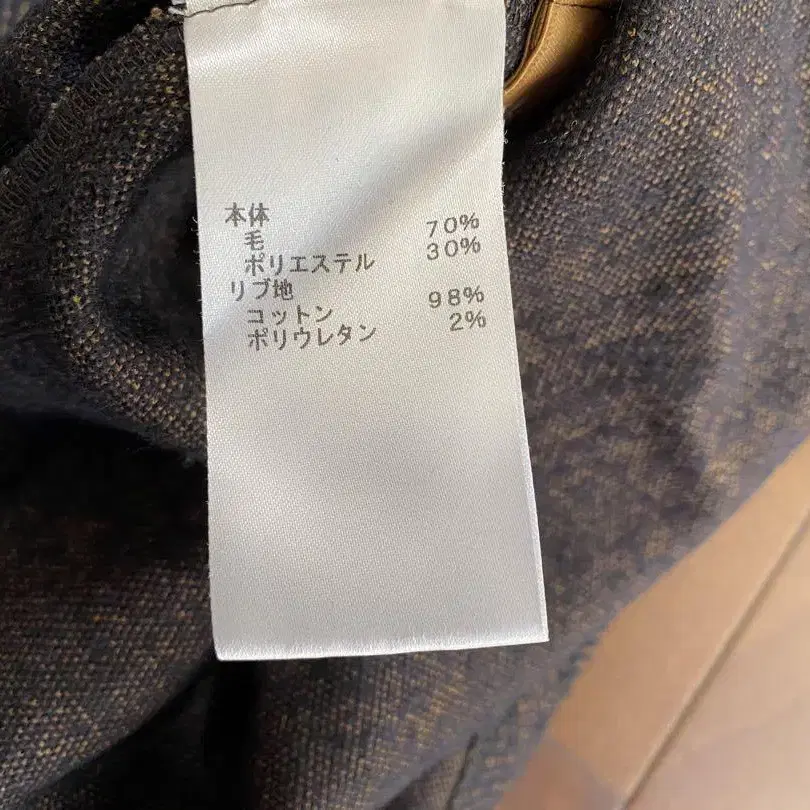 本体
毛 70%
ポリエステル 30%
リブ地
コットン 98%
ポリウレタン 2%